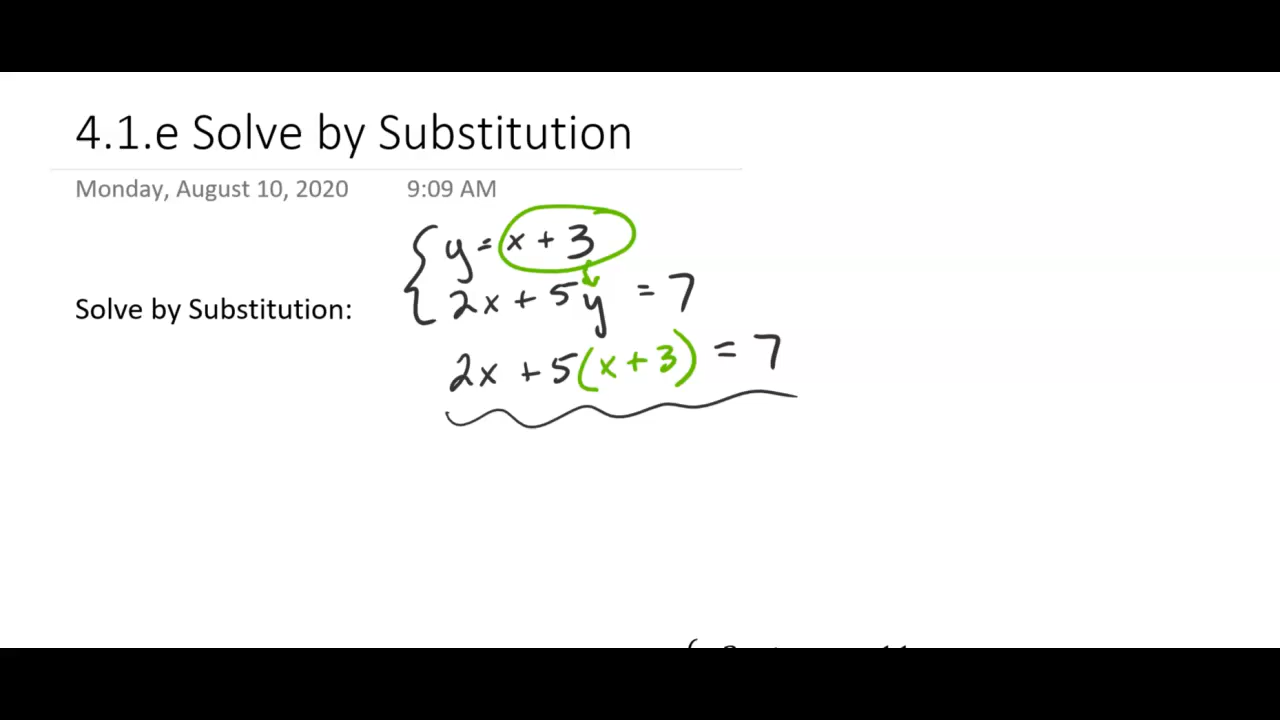 4.1.e Solve by Substitution
Monday, August 10, 2020 9:09 AM
y = x + 3
Solve by Substitution: 2x + 5y = 7
2x + 5(x + 3) = 7